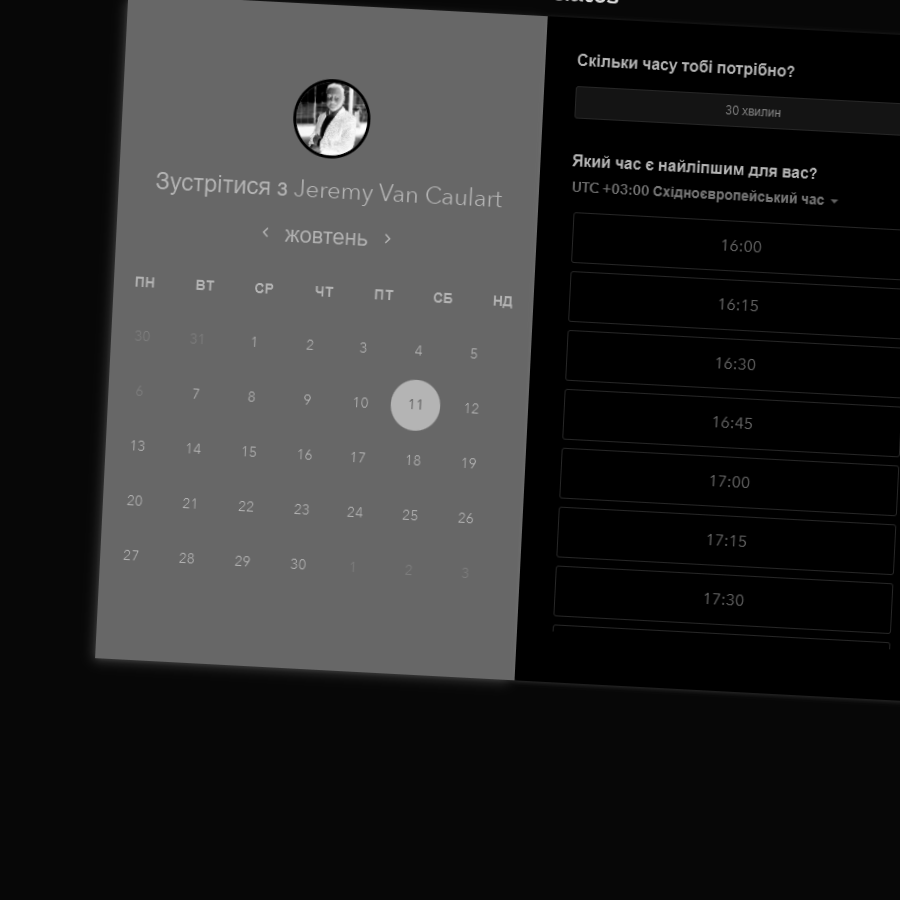 Зустрітися з Jeremy Van Caulart
жовтень
ПН ВТ СР ЧТ ПТ СБ НД
30 31 1 2 3 4 5
6 7 8 9 10 11 12
13 14 15 16 17 18 19
20 21 22 23 24 25 26
27 28 29 30 1 2 3
Скільки часу тобі потрібно?
30 хвилин
Який час є найліпшим для вас?
UTC +03:00 Східноєвропейський час
16:00
16:15
16:30
16:45
17:00
17:15
17:30